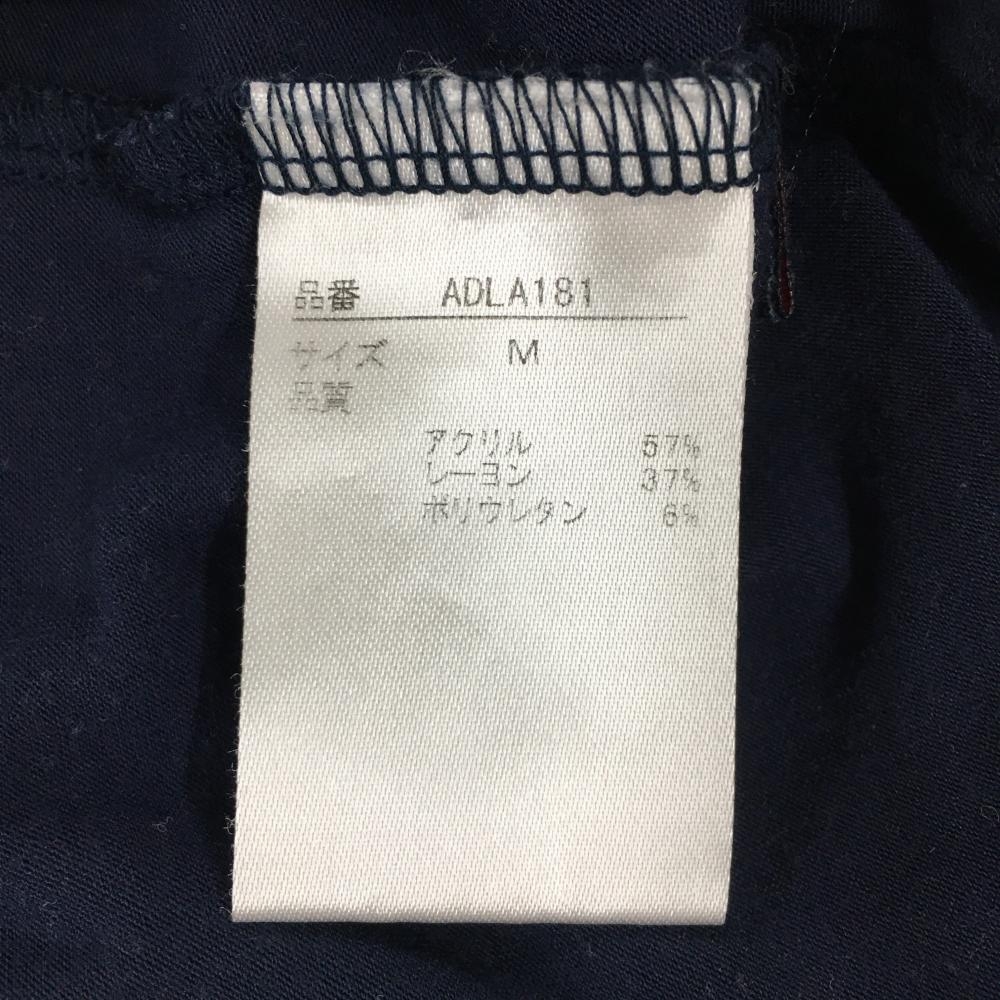 品番 ADLA181
サイズ M
品質
アクリル 57%
レーヨン 37%
ポリウレタン 6%